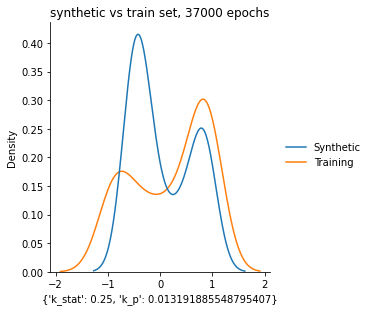 synthetic vs train set, 37000 epochs
0.40
0.35
0.30
0.25
0.20
0.15
0.10
0.05
0.00
Density
−2
−1
0
1
2
{'k_stat': 0.25, 'k_p': 0.013191885548795407}
Synthetic
Training